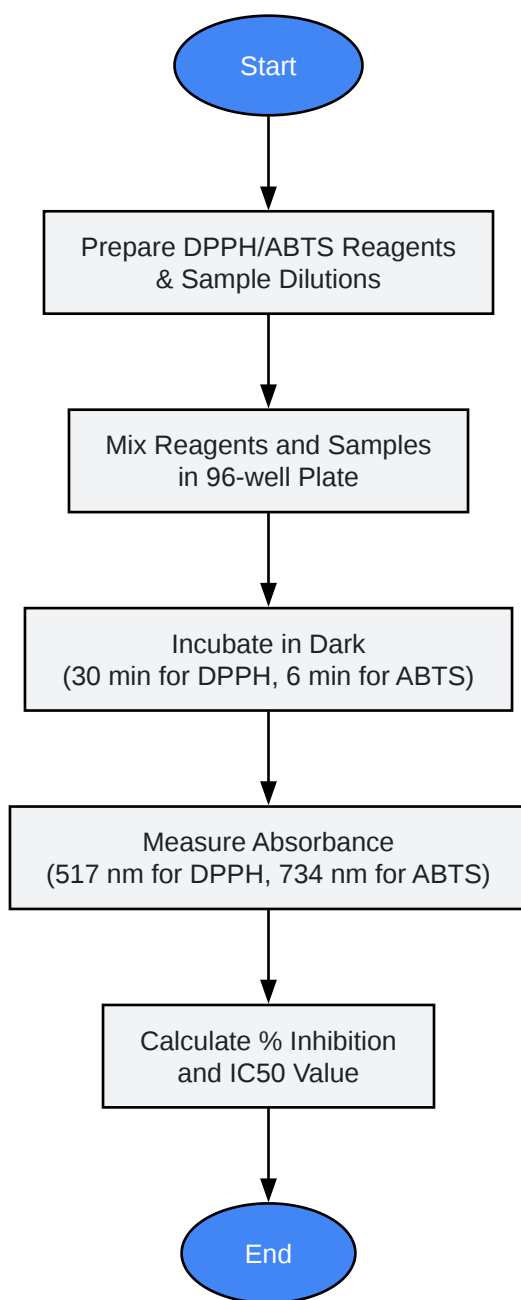 Start
Prepare DPPH/ABTS Reagents
& Sample Dilutions
Mix Reagents and Samples
in 96-well Plate
Incubate in Dark
(30 min for DPPH, 6 min for ABTS)
Measure Absorbance
(517 nm for DPPH, 734 nm for ABTS)
Calculate % Inhibition
and IC50 Value
End